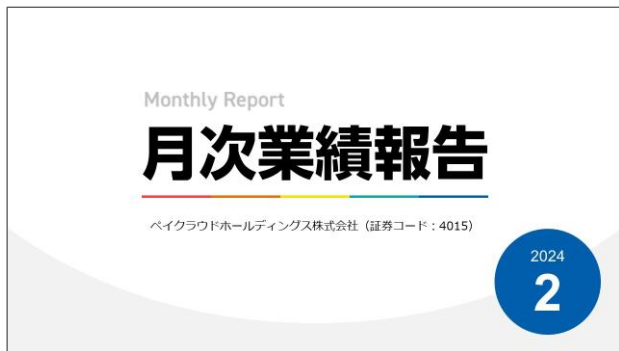 Monthly Report
月次業績報告
ペイクラウドホールディングス株式会社（証券コード：4015）
2024
2